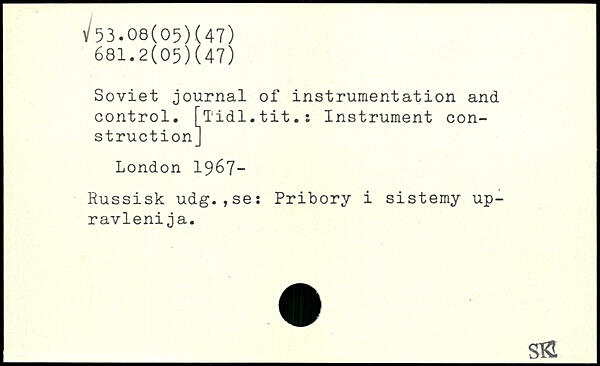 √53.08(05)(47)
681.2(05)(47)
Soviet journal of instrumentation and
control. [Tidl.tit.: Instrument con-
struction]
London 1967-
Russisk udg.,se: Pribory i sistemy up-
ravlenija.